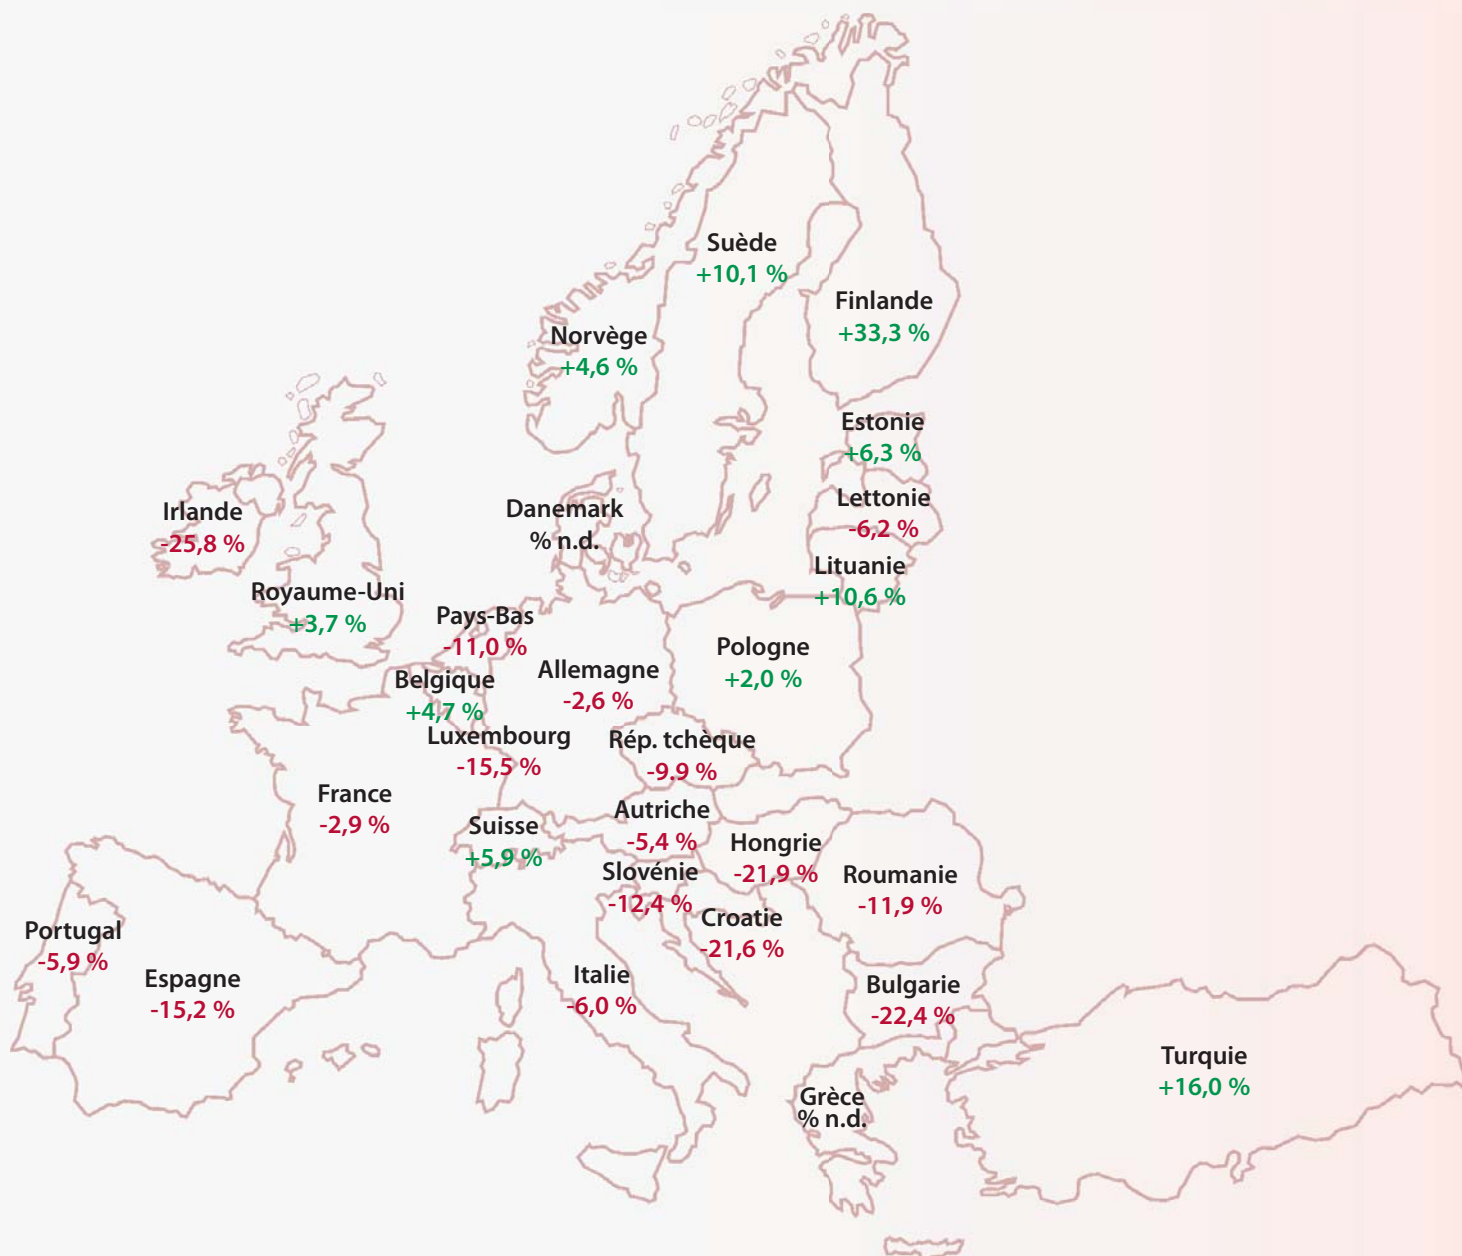 Suède
+10,1 %
Finlande
+33,3 %
Norvège
+4,6 %
Estonie
+6,3 %
Lettonie
-6,2 %
Irlande
-25,8 %
Danemark
% n.d.
Lituanie
+10,6 %
Royaume-Uni
+3,7 %
Pays-Bas
-11,0 %
Pologne
+2,0 %
Allemagne
-2,6 %
Belgique
+4,7 %
Luxembourg
-15,5 %
Rép. tchèque
-9.9 %
France
-2,9 %
Autriche
-5,4 %
Suisse
+5,9 %
Hongrie
-21,9 %
Slovénie
-12,4 %
Roumanie
-11,9 %
Croatie
-21,6 %
Portugal
-5,9 %
Espagne
-15,2 %
Italie
-6,0 %
Bulgarie
-22,4 %
Turquie
+16,0 %
Grèce
% n.d.